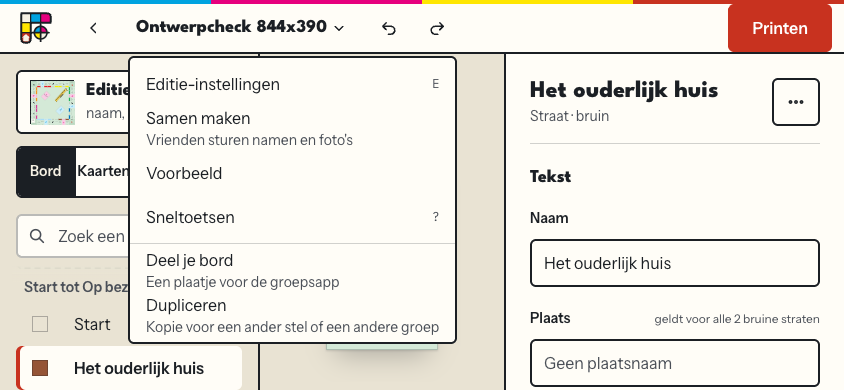 Ontwerpcheck 844x390
Printen
Editie
naam,
Bord
Kaarten
Zoek een
Start tot Op bez
Start
Het ouderlijk huis
Editie-instellingen E
Samen maken
Vrienden sturen namen en foto's
Voorbeeld
Sneltoetsen ?
Deel je bord
Een plaatje voor de groepsapp
Dupliceren
Kopie voor een ander stel of een andere groep
Het ouderlijk huis
Straat · bruin
Tekst
Naam
Het ouderlijk huis
Plaats geldt voor alle 2 bruine straten
Geen plaatsnaam